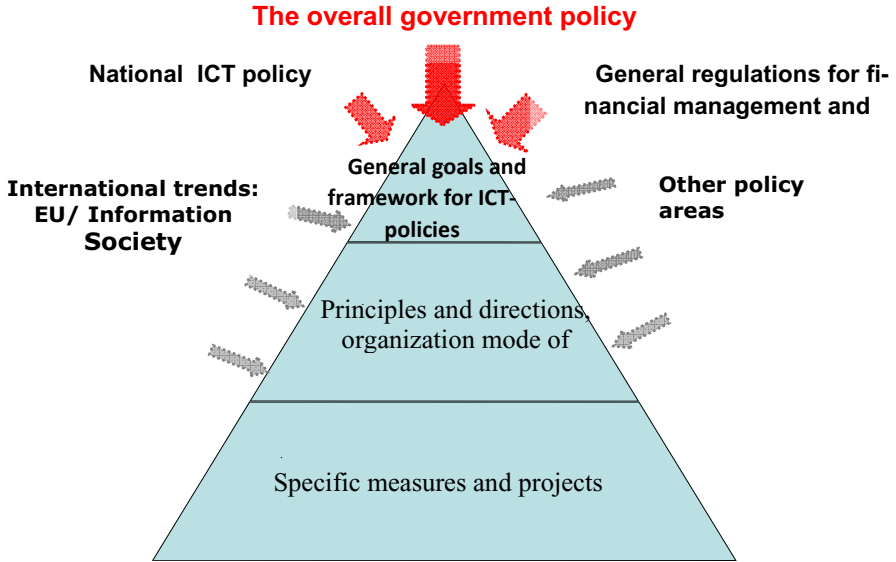 The overall government policy
National ICT policy
General regulations for fi-
nancial management and
General goals and
framework for ICT-
policies
International trends:
EU/ Information
Society
Other policy
areas
Principles and directions,
organization mode of
Specific measures and projects